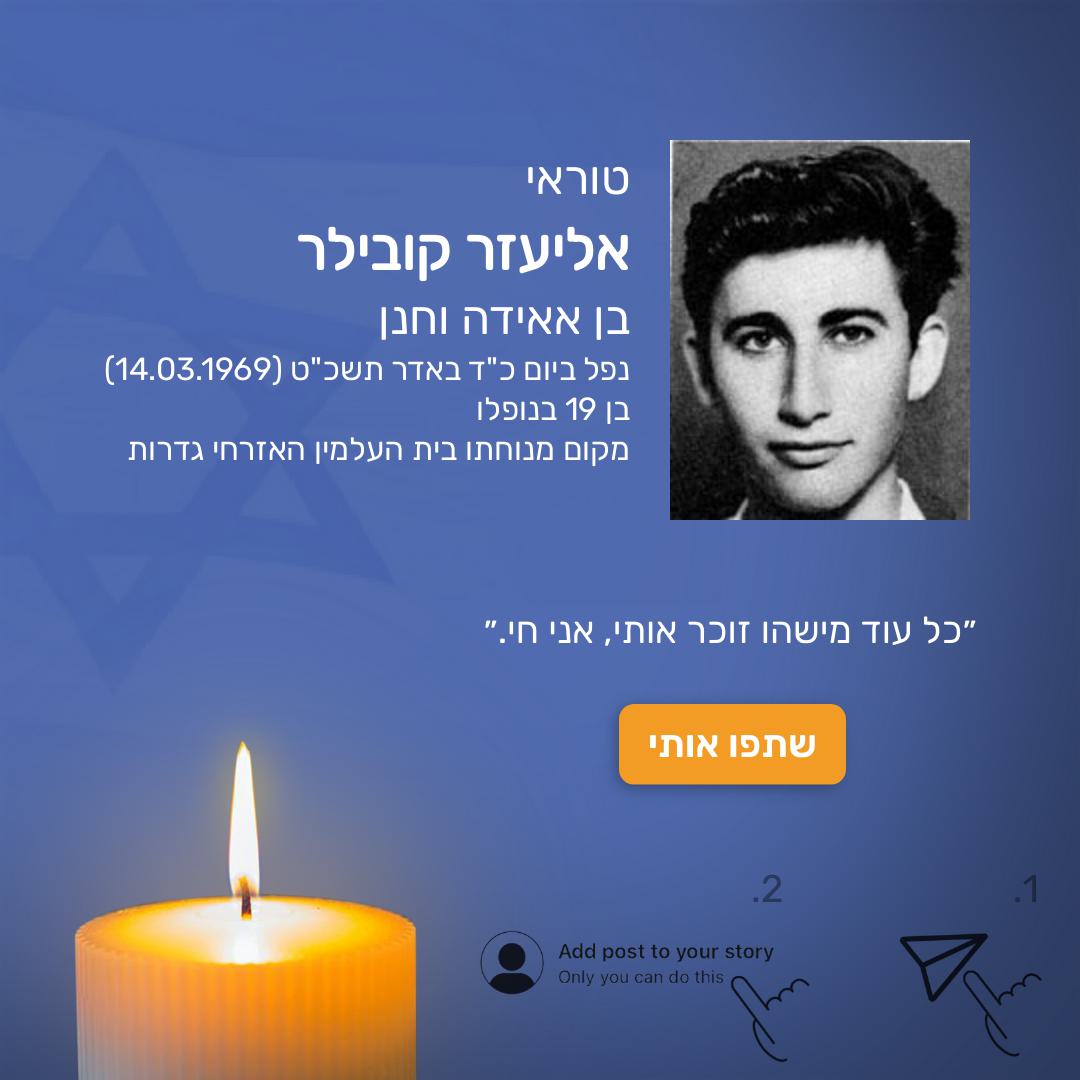 טוראי
אליעזר קובילר
בן אאידה וחנן
נפל ביום כ"ד באדר תשכ"ט (14.03.1969)
בן 19 בנופלו
מקום מנוחתו בית העלמין האזרחי גדרות
״כל עוד מישהו זוכר אותי, אני חי.״
שתפו אותי
1.
2.
Add post to your story
Only you can do this